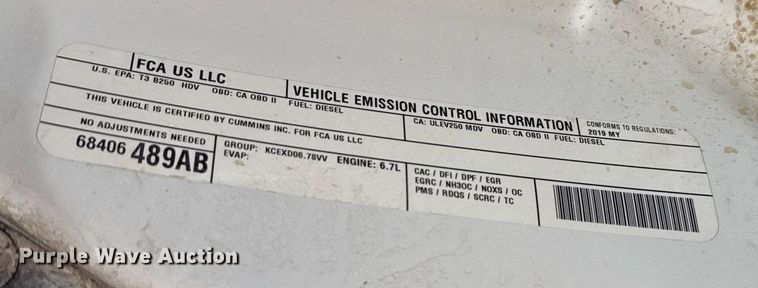 FCA US LLC
VEHICLE EMISSION CONTROL INFORMATION
CONFORMS TO REGULATIONS:
2019 MY
U.S. EPA: T3 B250 HDV OBD: CA OBD II FUEL: DIESEL
CA: ULEV250 MDV OBD: CA OBD II FUEL: DIESEL
THIS VEHICLE IS CERTIFIED BY CUMMINS INC. FOR FCA US LLC
NO ADJUSTMENTS NEEDED
68406 489AB
GROUP: KCEXD06.78VV ENGINE: 6.7L
EVAP:
CAC / DFI / DPF / EGR
EGRC / NH3OC / NOXS / OC
PMS / RDQS / SCRC / TC
Purple Wave Auction